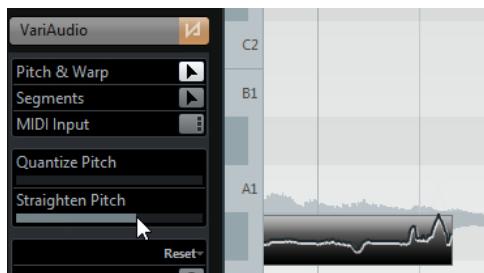 VariAudio
Pitch & Warp
Segments
MIDI Input
Quantize Pitch
Straighten Pitch
Reset
C2
B1
A1